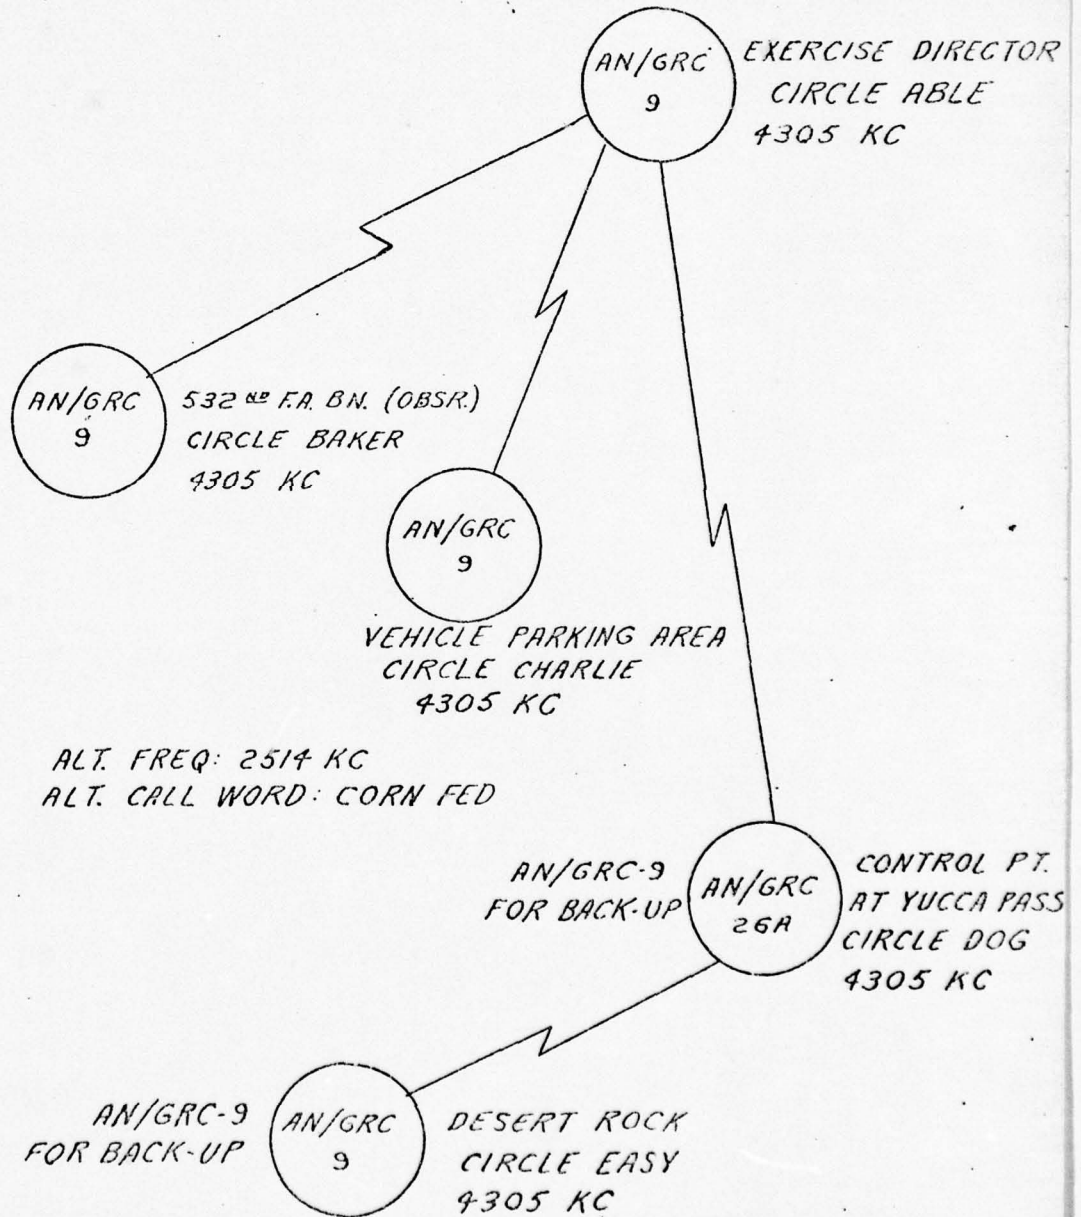 AN/GRC
9
EXERCISE DIRECTOR
CIRCLE ABLE
4305 KC
AN/GRC
9
532 ND F.A. BN. (OBSR.)
CIRCLE BAKER
4305 KC
AN/GRC
9
VEHICLE PARKING AREA
CIRCLE CHARLIE
4305 KC
ALT. FREQ: 2514 KC
ALT. CALL WORD: CORN FED
AN/GRC-9
FOR BACK-UP
AN/GRC
26A
CONTROL PT.
AT YUCCA PASS
CIRCLE DOG
4305 KC
AN/GRC-9
FOR BACK-UP
AN/GRC
9
DESERT ROCK
CIRCLE EASY
4305 KC